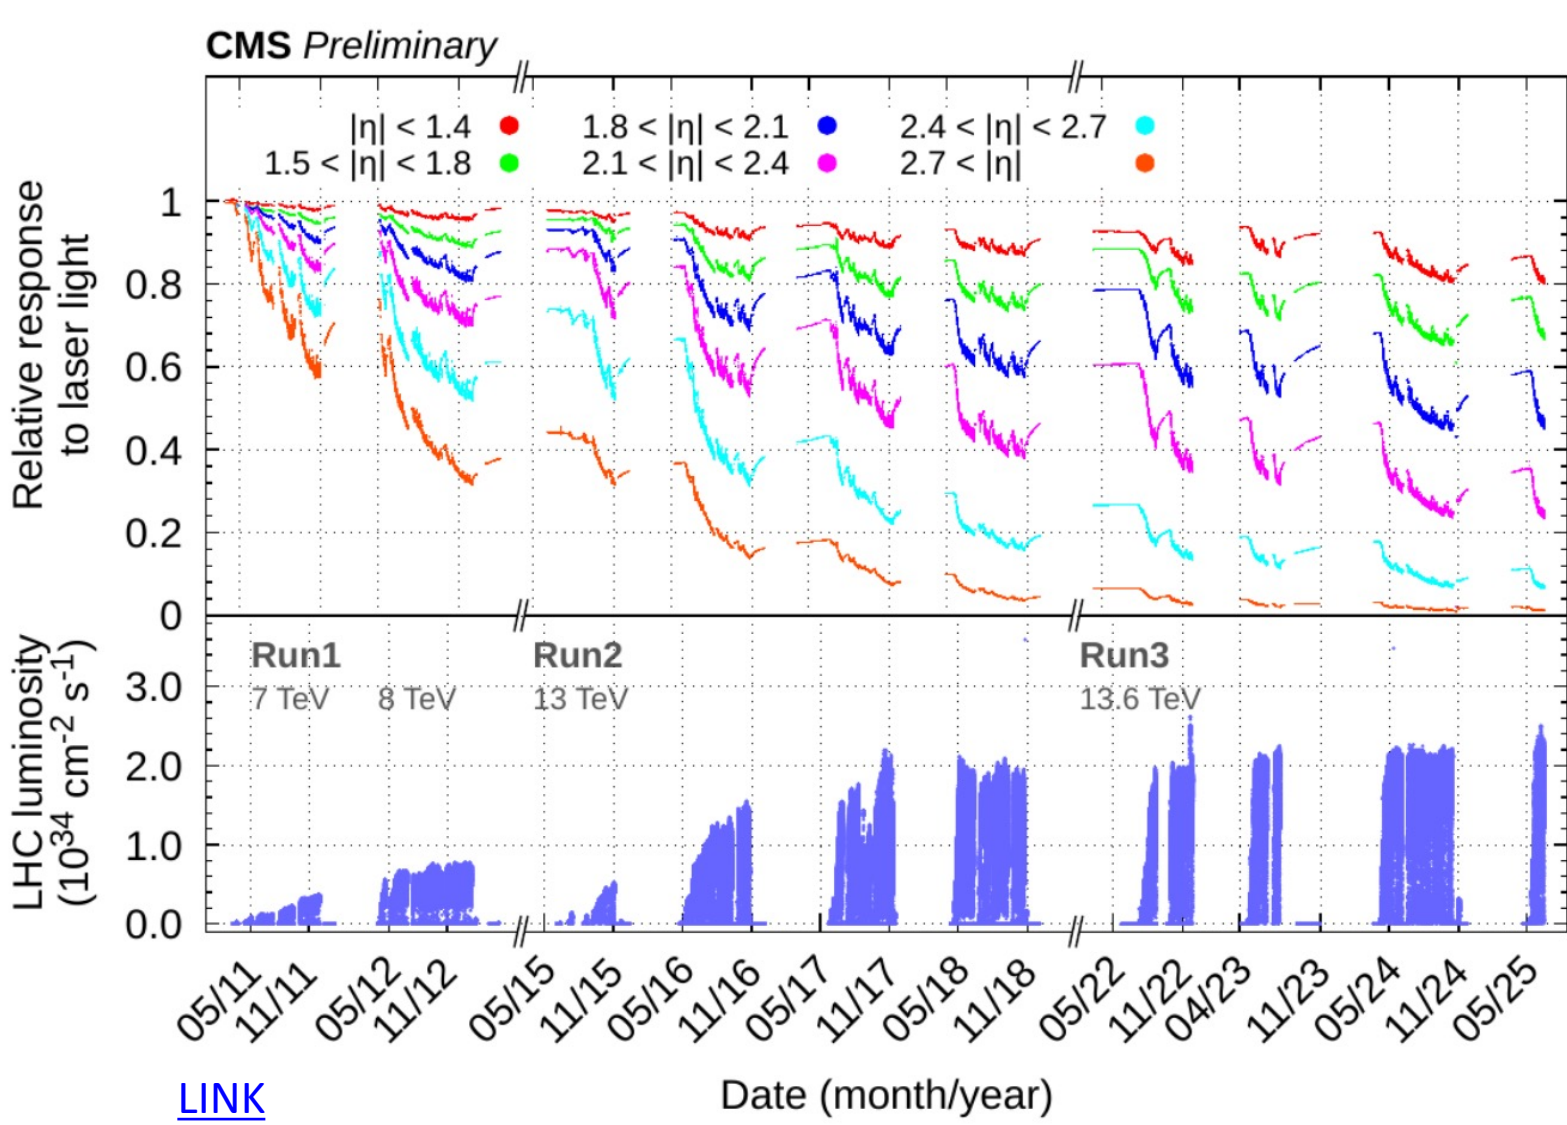 CMS Preliminary
|η| < 1.4
1.8 < |η| < 2.1
2.4 < |η| < 2.7
1.5 < |η| < 1.8
2.1 < |η| < 2.4
2.7 < |η|
Relative response
to laser light
1
0.8
0.6
0.4
0.2
0
Run1
7 TeV
8 TeV
Run2
13 TeV
Run3
13.6 TeV
LHC luminosity
(10³⁴ cm⁻² s⁻¹)
3.0
2.0
1.0
0.0
05/11
11/11
05/12
11/12
05/15
11/15
05/16
11/16
05/17
11/17
05/18
11/18
05/22
11/22
04/23
11/23
05/24
11/24
05/25
Date (month/year)
LINK